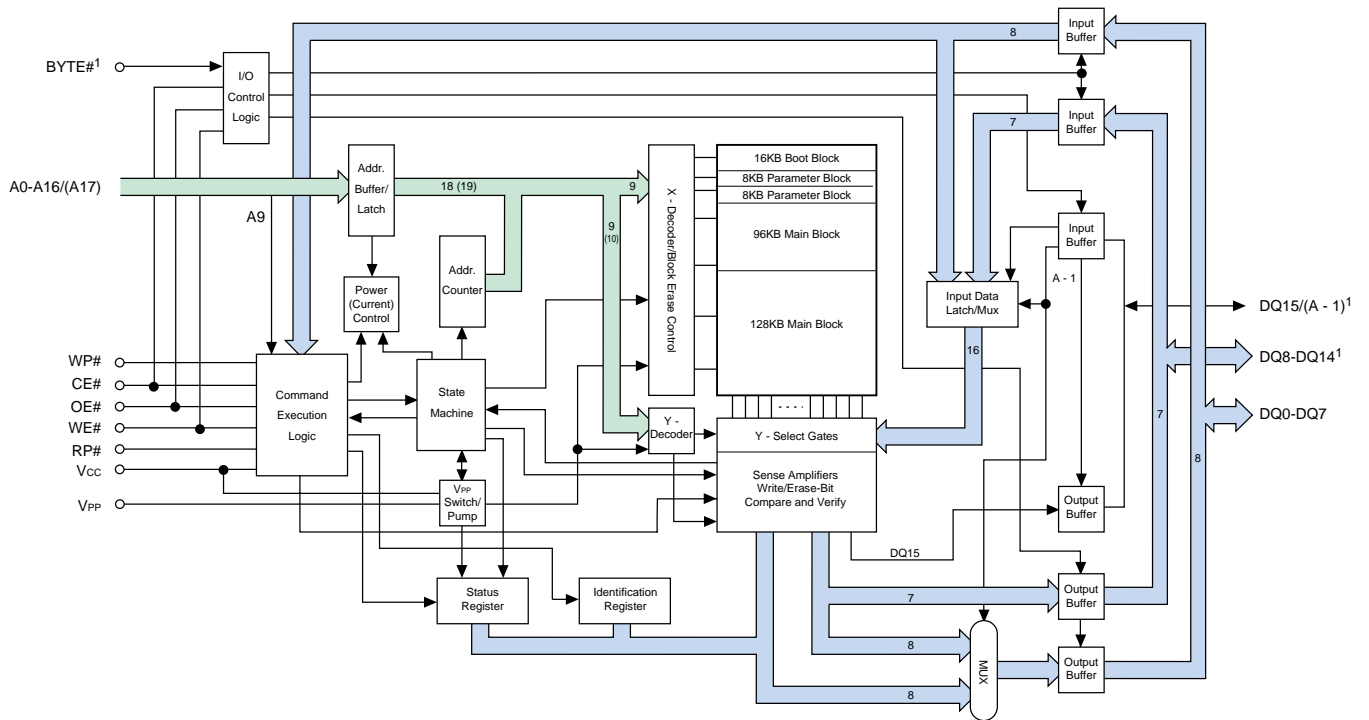 8
Input
Buffer
BYTE#1
I/O
Control
Logic
7
Input
Buffer
A0-A16/(A17)
A9
Addr.
Buffer/
Latch
18 (19)
9
9
(10)
X - Decoder/Block Erase Control
16KB Boot Block
8KB Parameter Block
8KB Parameter Block
96KB Main Block
128KB Main Block
Input
Buffer
A - 1
Addr.
Counter
Power
(Current)
Control
Input Data
Latch/Mux
16
DQ15/(A - 1)1
DQ8-DQ141
DQ0-DQ7
WP#
CE#
OE#
WE#
RP#
VCC
VPP
Command
Execution
Logic
State
Machine
VPP
Switch/
Pump
Y -
Decoder
Y - Select Gates
Sense Amplifiers
Write/Erase-Bit
Compare and Verify
7
8
Output
Buffer
DQ15
Status
Register
Identification
Register
7
Output
Buffer
8
8
MUX
Output
Buffer